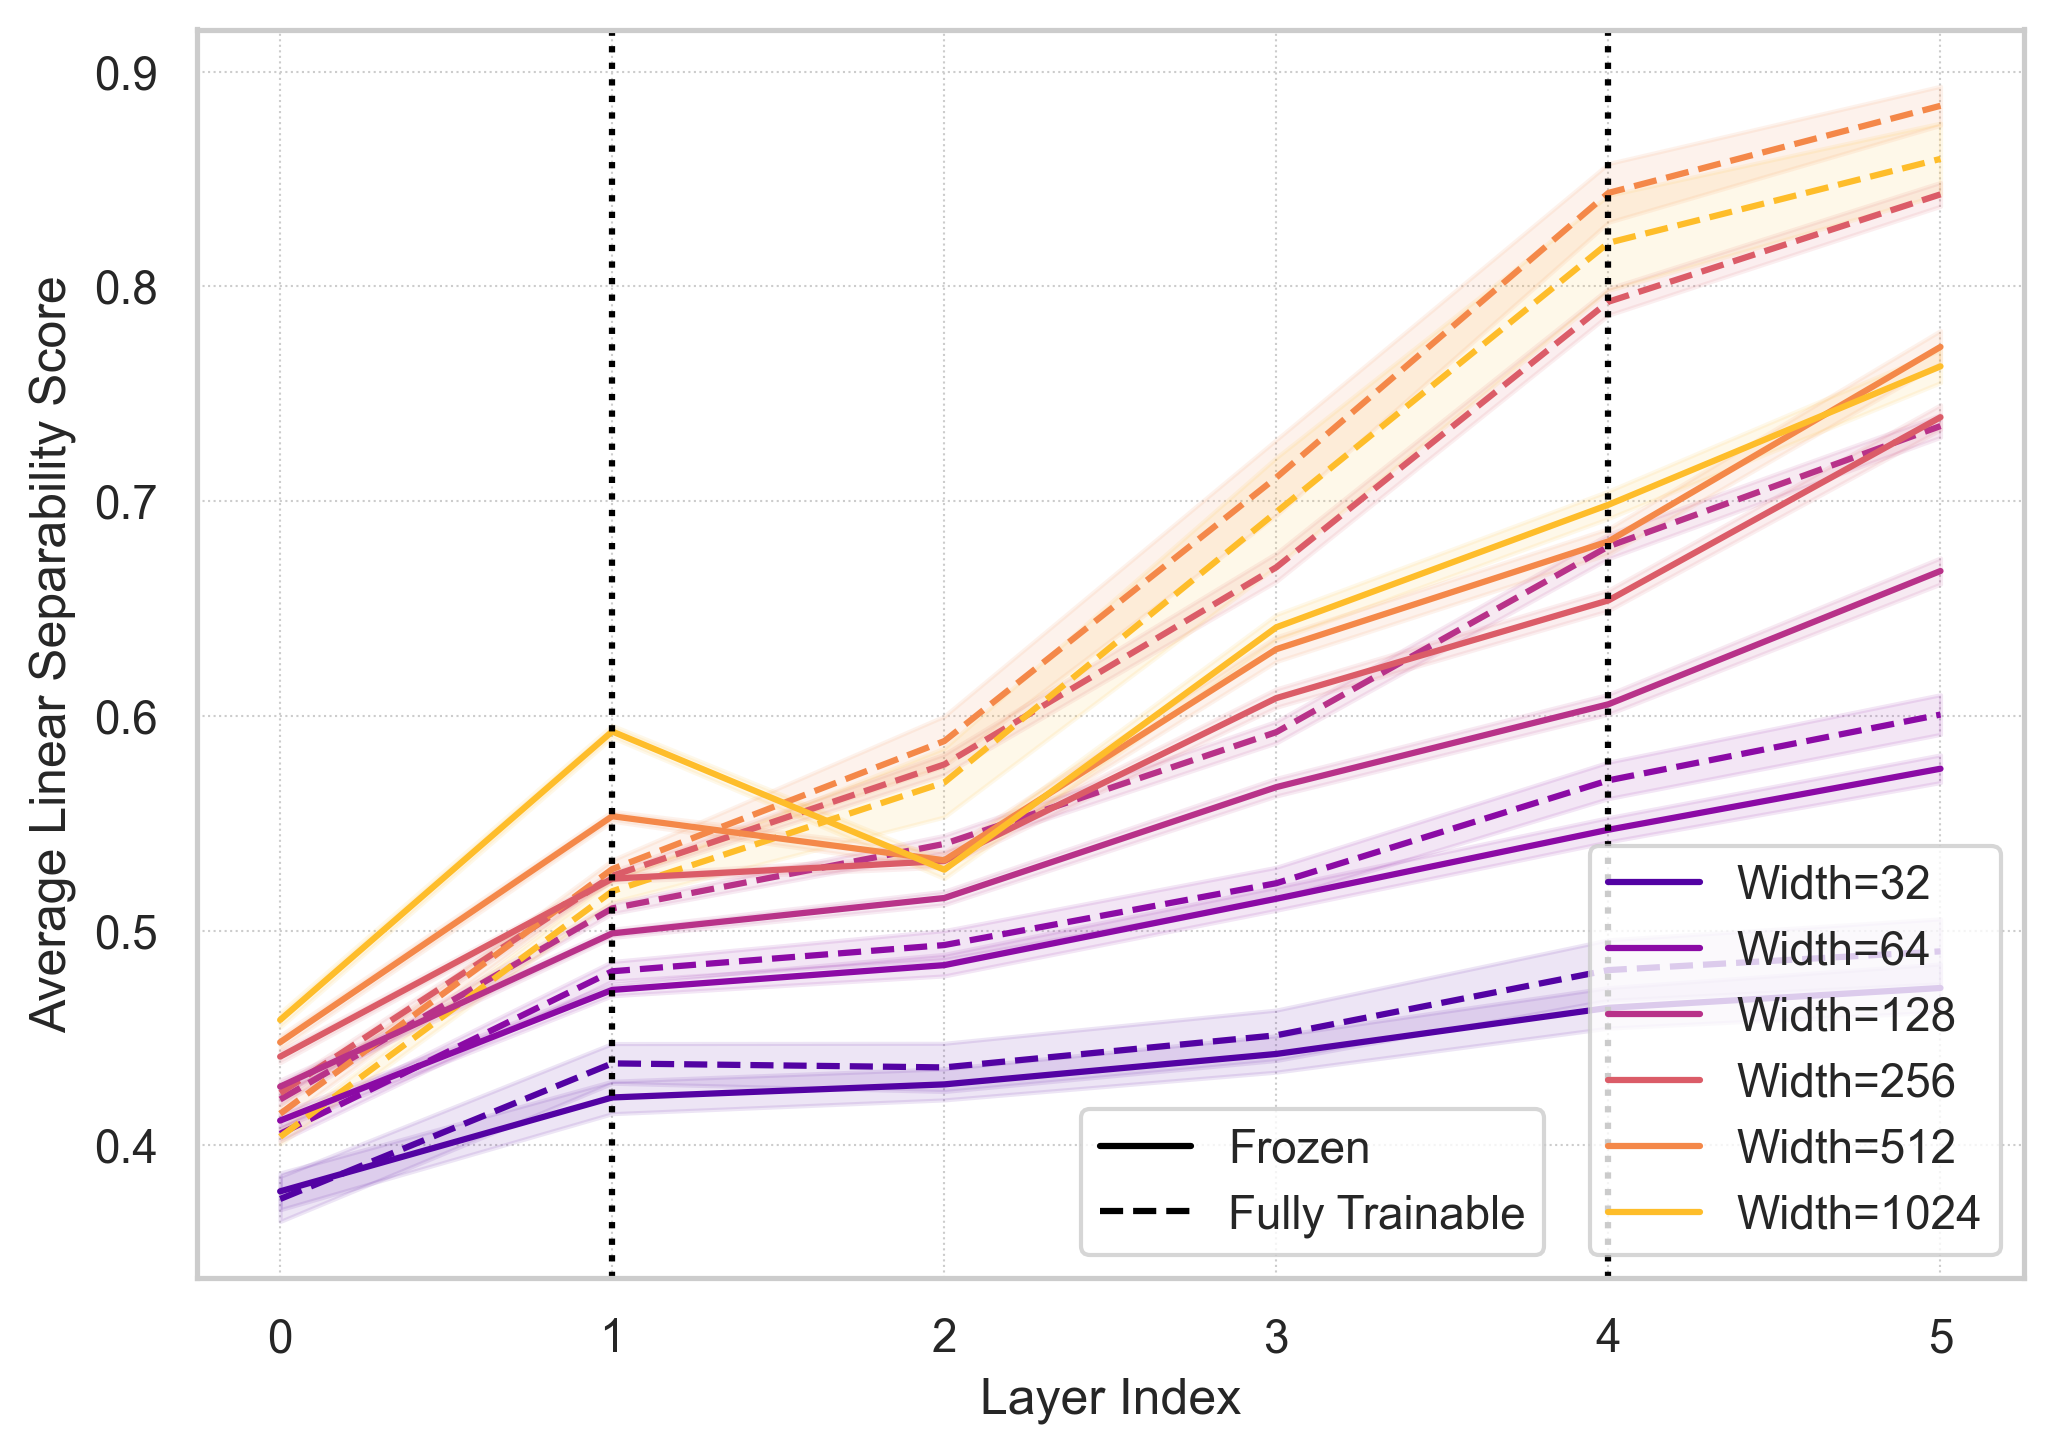 Average Linear Separability Score
0.9
0.8
0.7
0.6
0.5
0.4
Frozen
Fully Trainable
Width=32
Width=64
Width=128
Width=256
Width=512
Width=1024
0 1 2 3 4 5
Layer Index